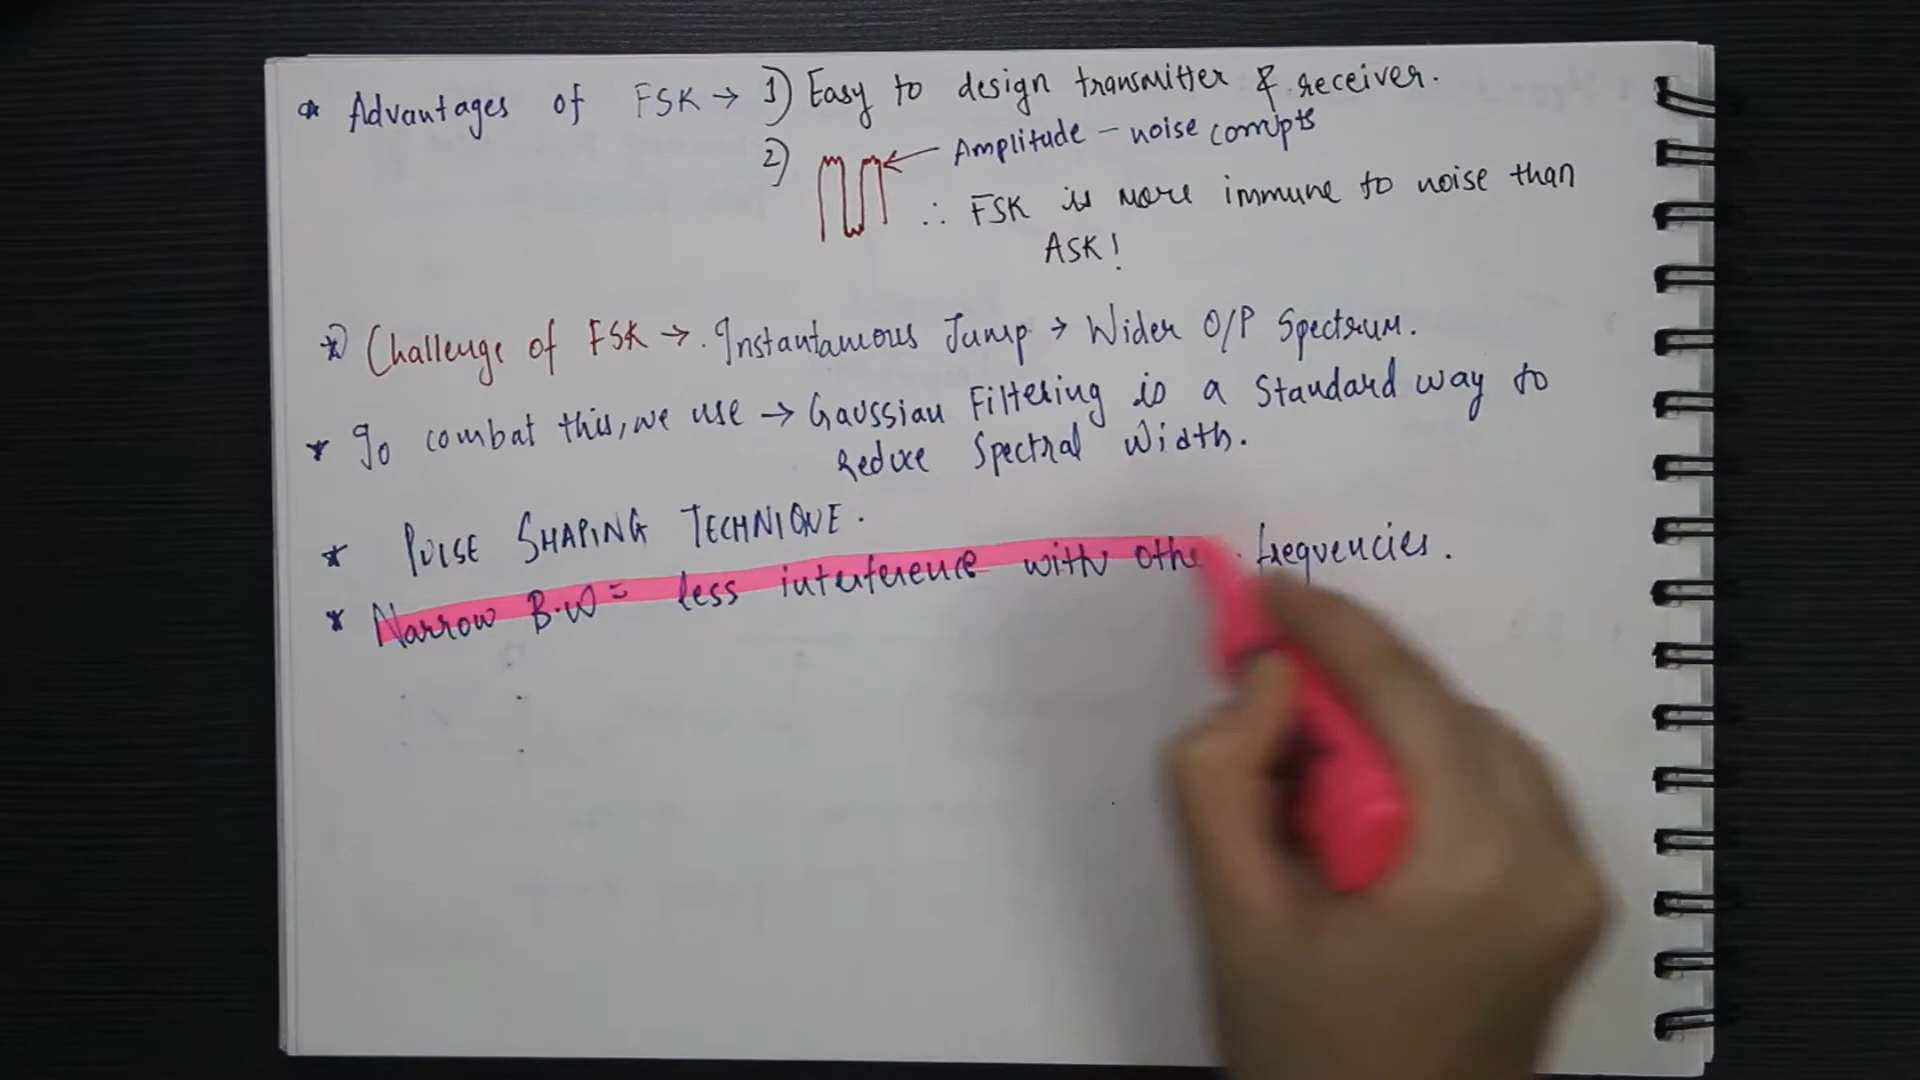 * Advantages of FSK → 1) Easy to design transmitter & receiver.
2) Amplitude - noise corrupts
∴ FSK is more immune to noise than
ASK!
* Challenge of FSK → Instantaneous Jump → Wider O/P Spectrum.
* To combat this, we use → Gaussian Filtering is a Standard way to
Reduce Spectral Width.
* PULSE SHAPING TECHNIQUE.
* Narrow B.W = less interference with othe frequencies.